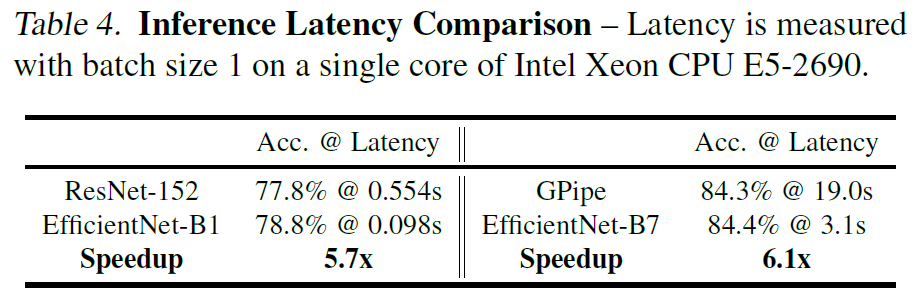 Table 4. Inference Latency Comparison – Latency is measured
with batch size 1 on a single core of Intel Xeon CPU E5-2690.
Acc. @ Latency Acc. @ Latency
ResNet-152 77.8% @ 0.554s GPipe 84.3% @ 19.0s
EfficientNet-B1 78.8% @ 0.098s EfficientNet-B7 84.4% @ 3.1s
Speedup 5.7x Speedup 6.1x